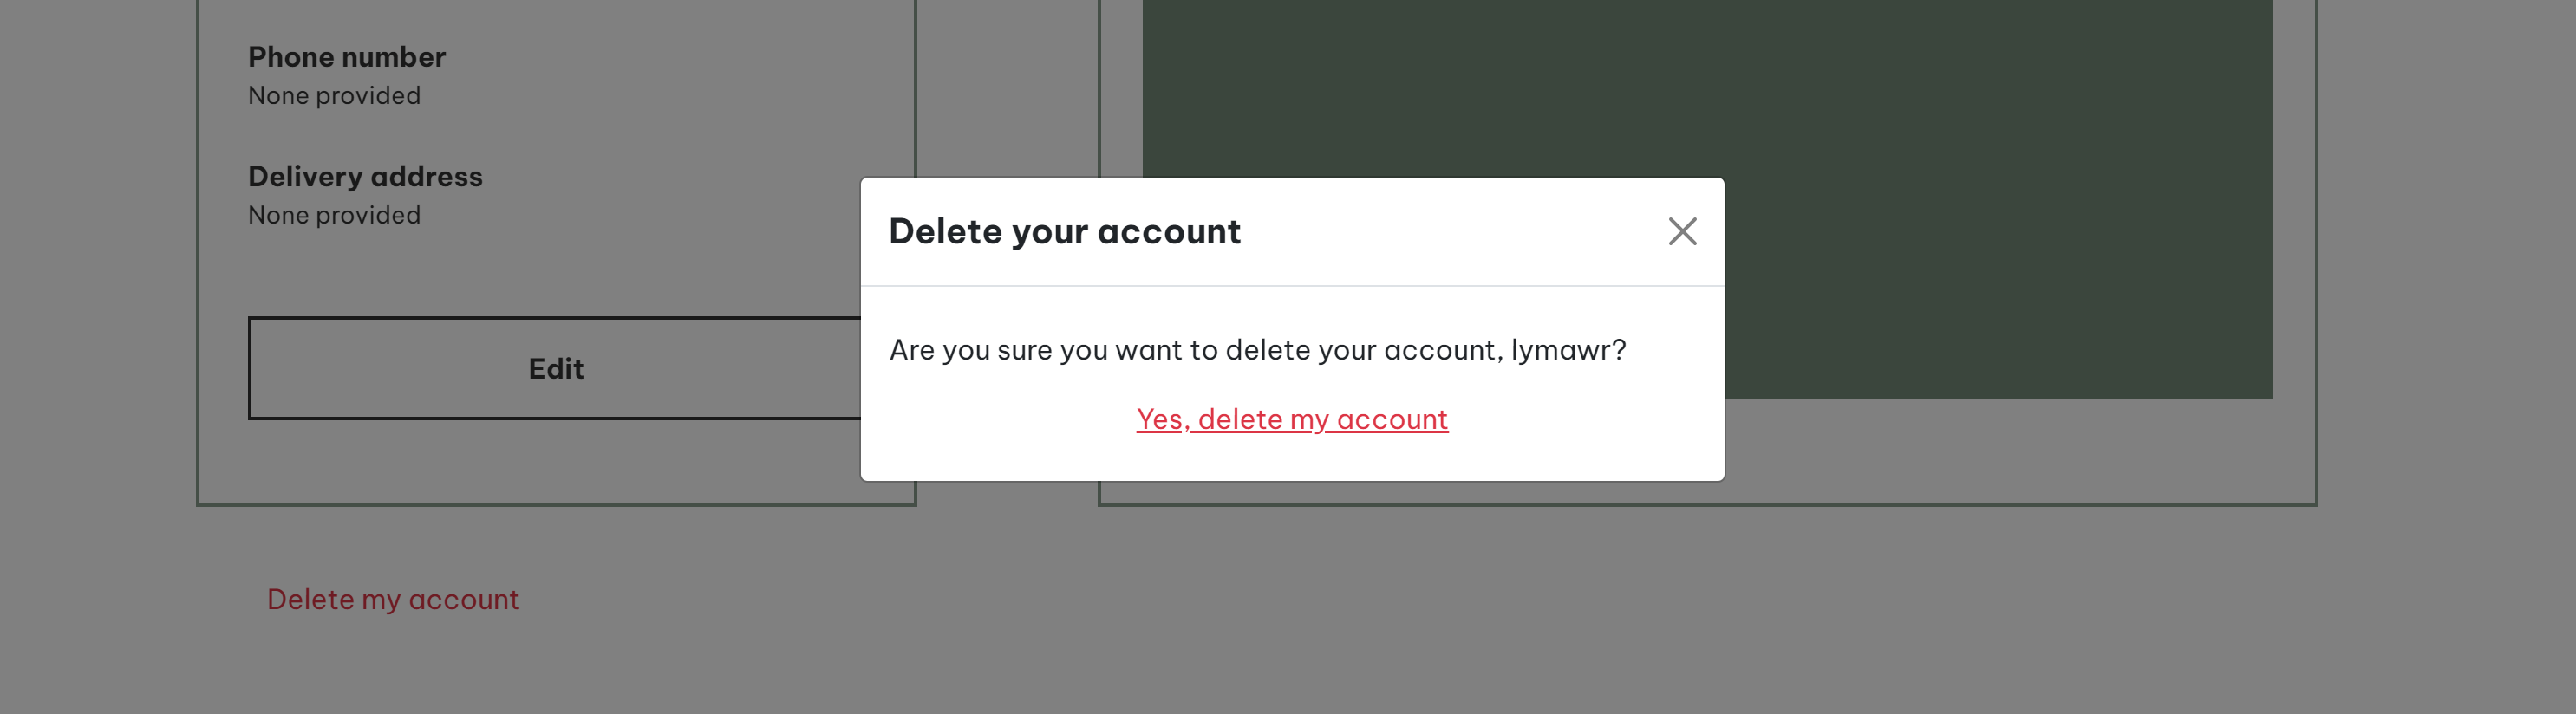 Phone number
None provided
Delivery address
None provided
Edit
Delete your account
Are you sure you want to delete your account, lymawr?
Yes, delete my account
Delete my account